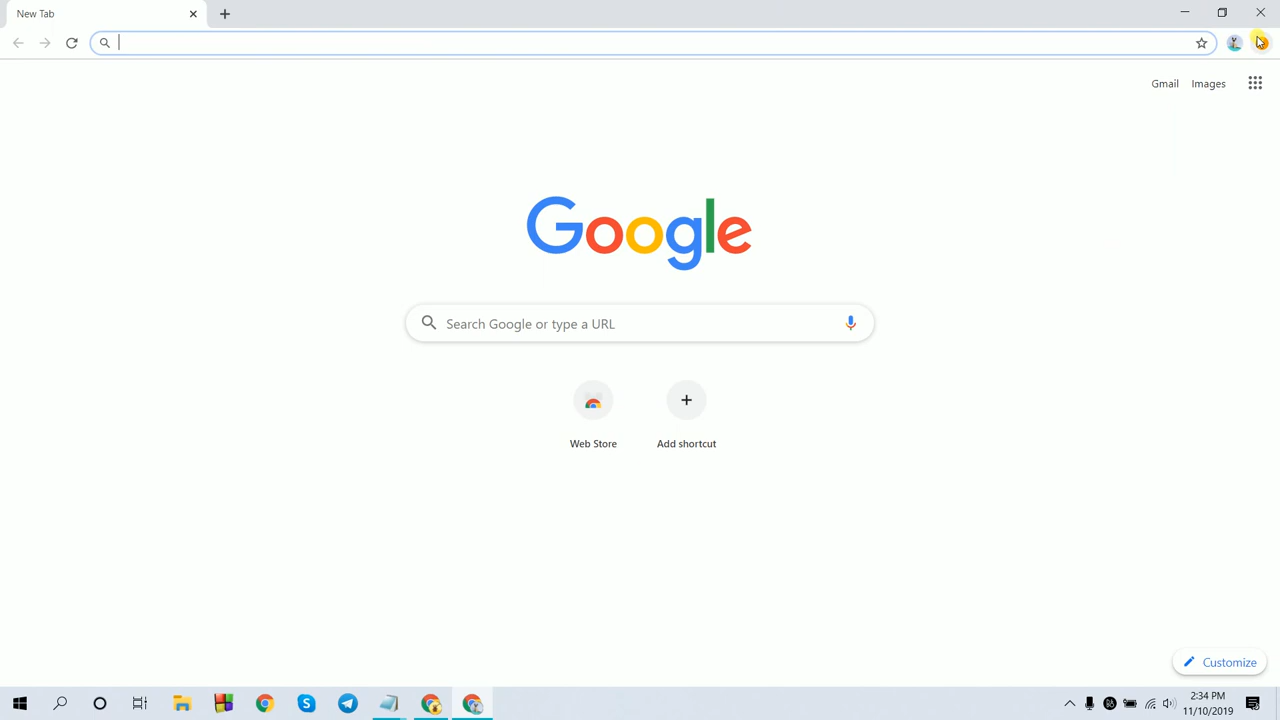 New Tab
Gmail Images
Google
Search Google or type a URL
Web Store Add shortcut
Customize
2:34 PM
11/10/2019